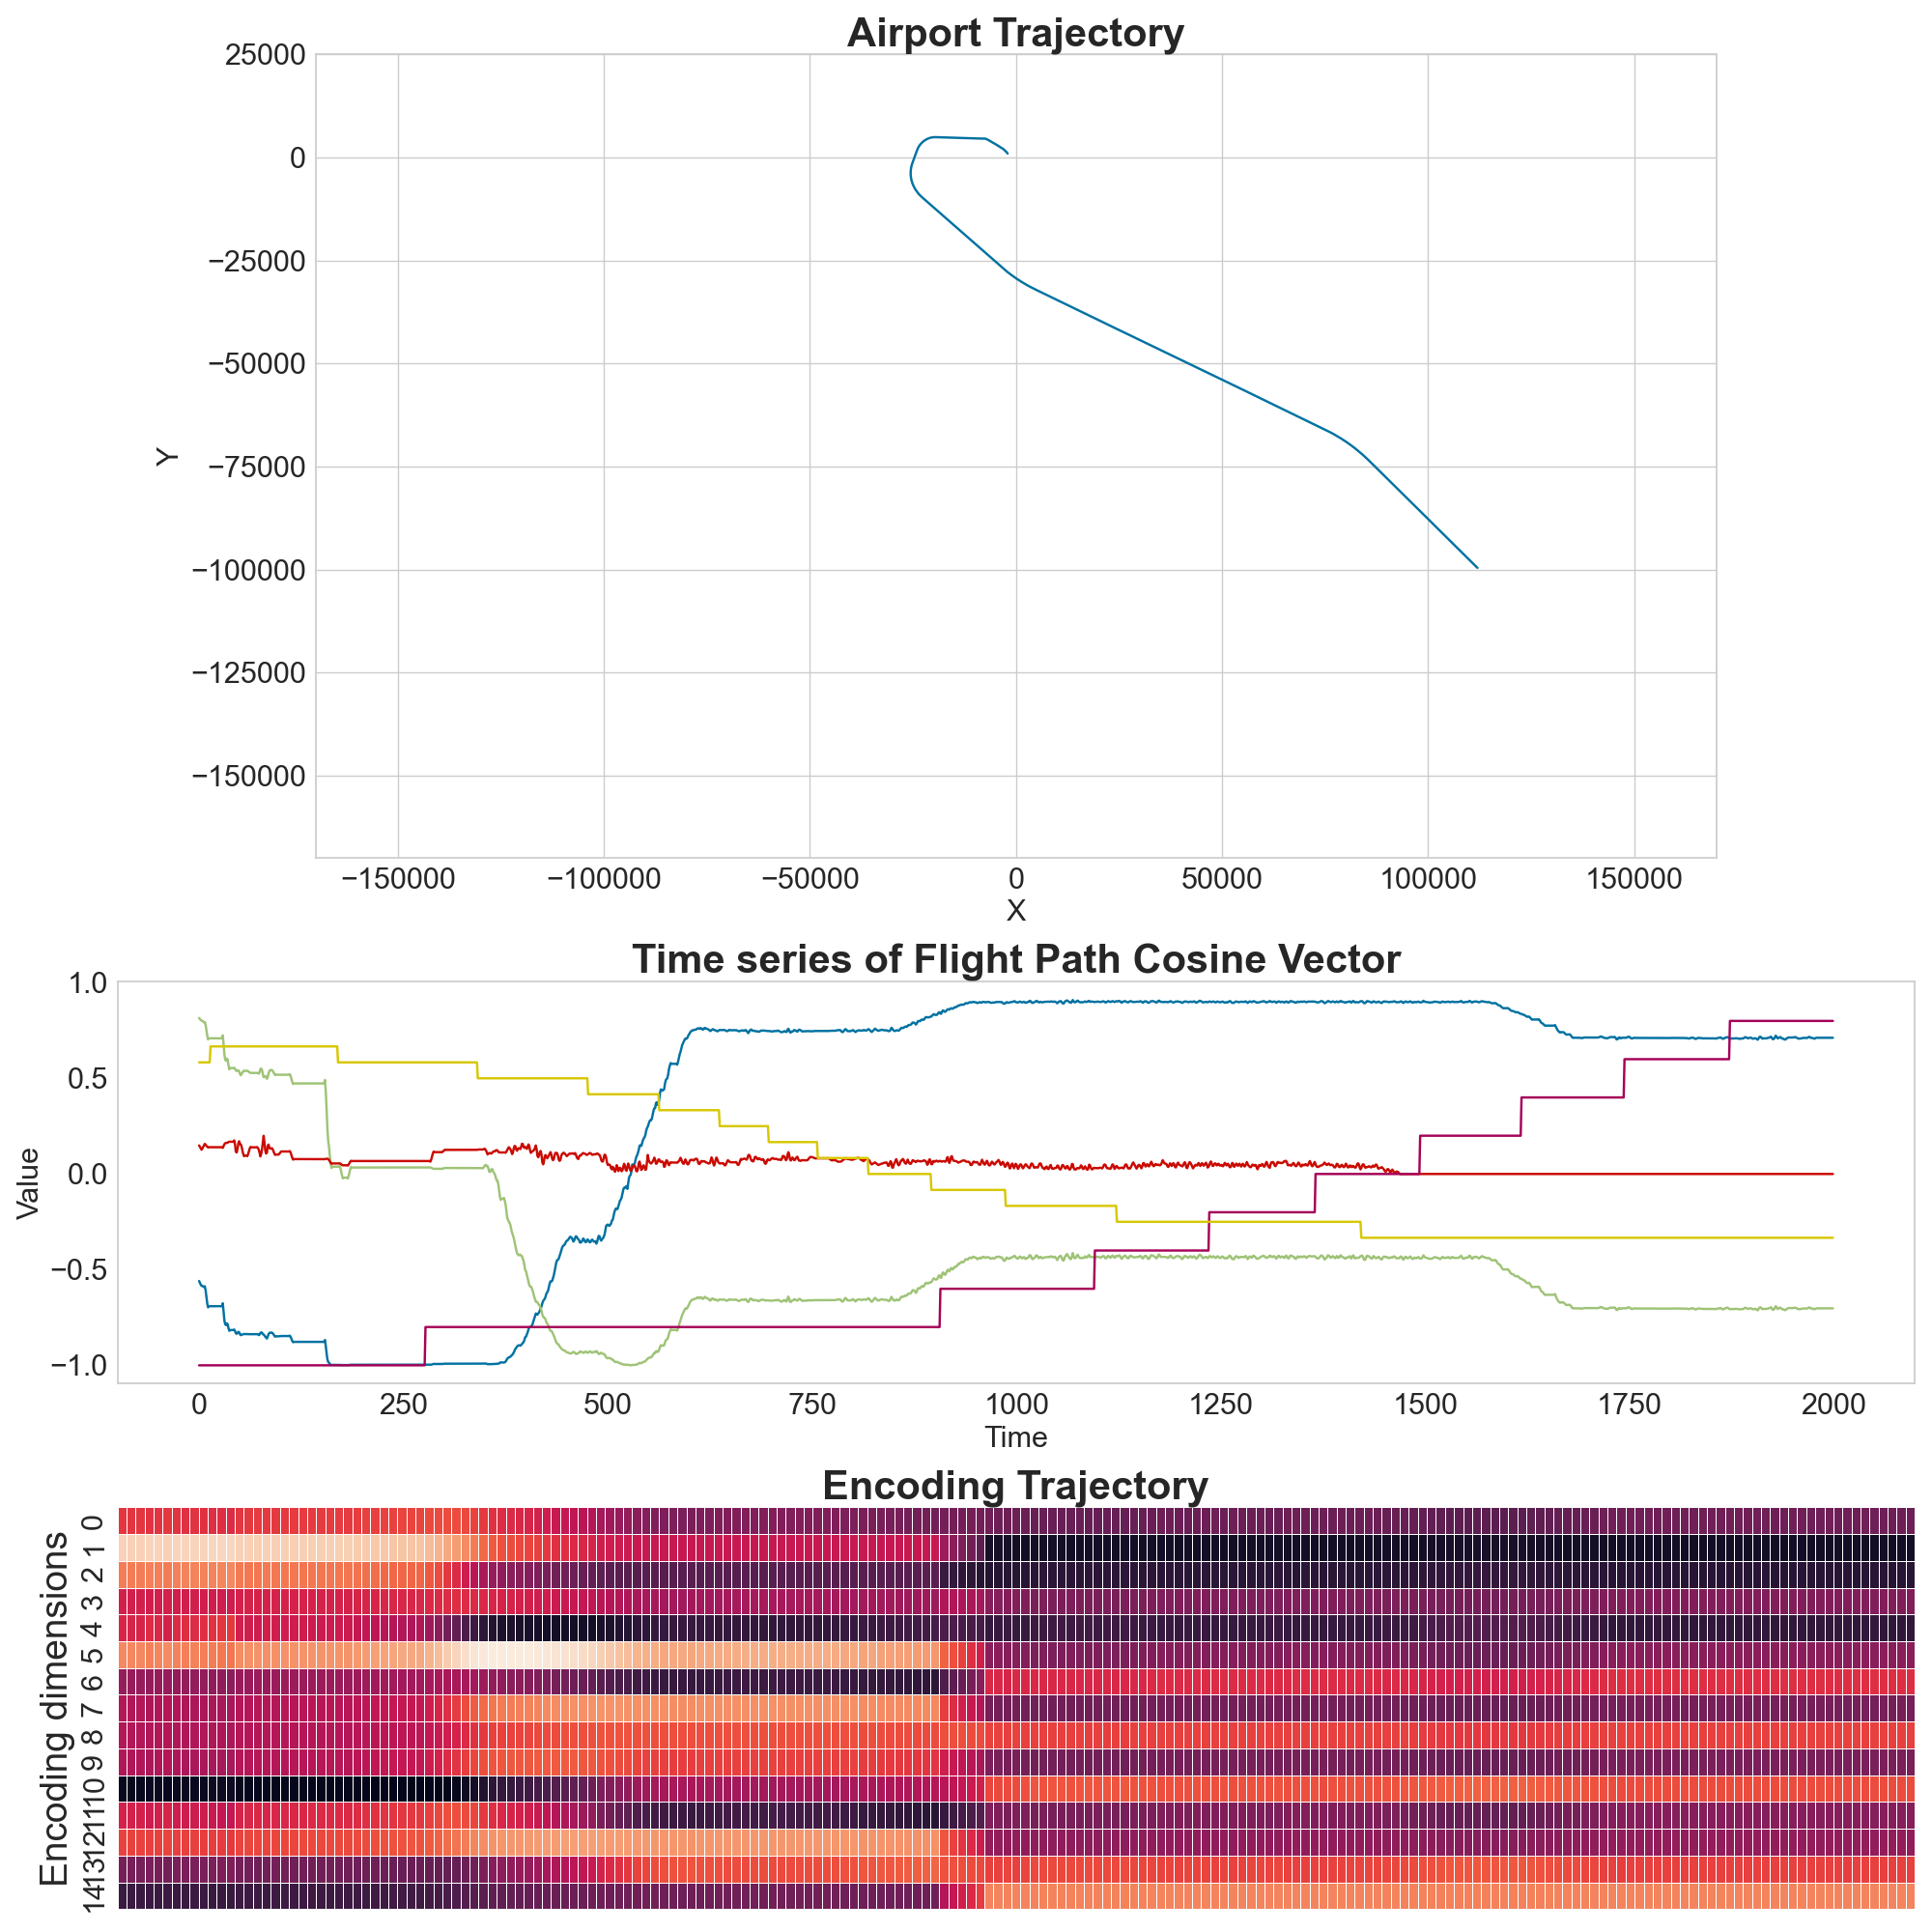 Airport Trajectory
25000
0
−25000
−50000
−75000
−100000
−125000
−150000
Y
−150000 −100000 −50000 0 50000 100000 150000
X
Time series of Flight Path Cosine Vector
1.0
0.5
0.0
−0.5
−1.0
Value
0 250 500 750 1000 1250 1500 1750 2000
Time
Encoding Trajectory
Encoding dimensions
0
1
2
3
4
5
6
7
8
9
10
11
12
13
14